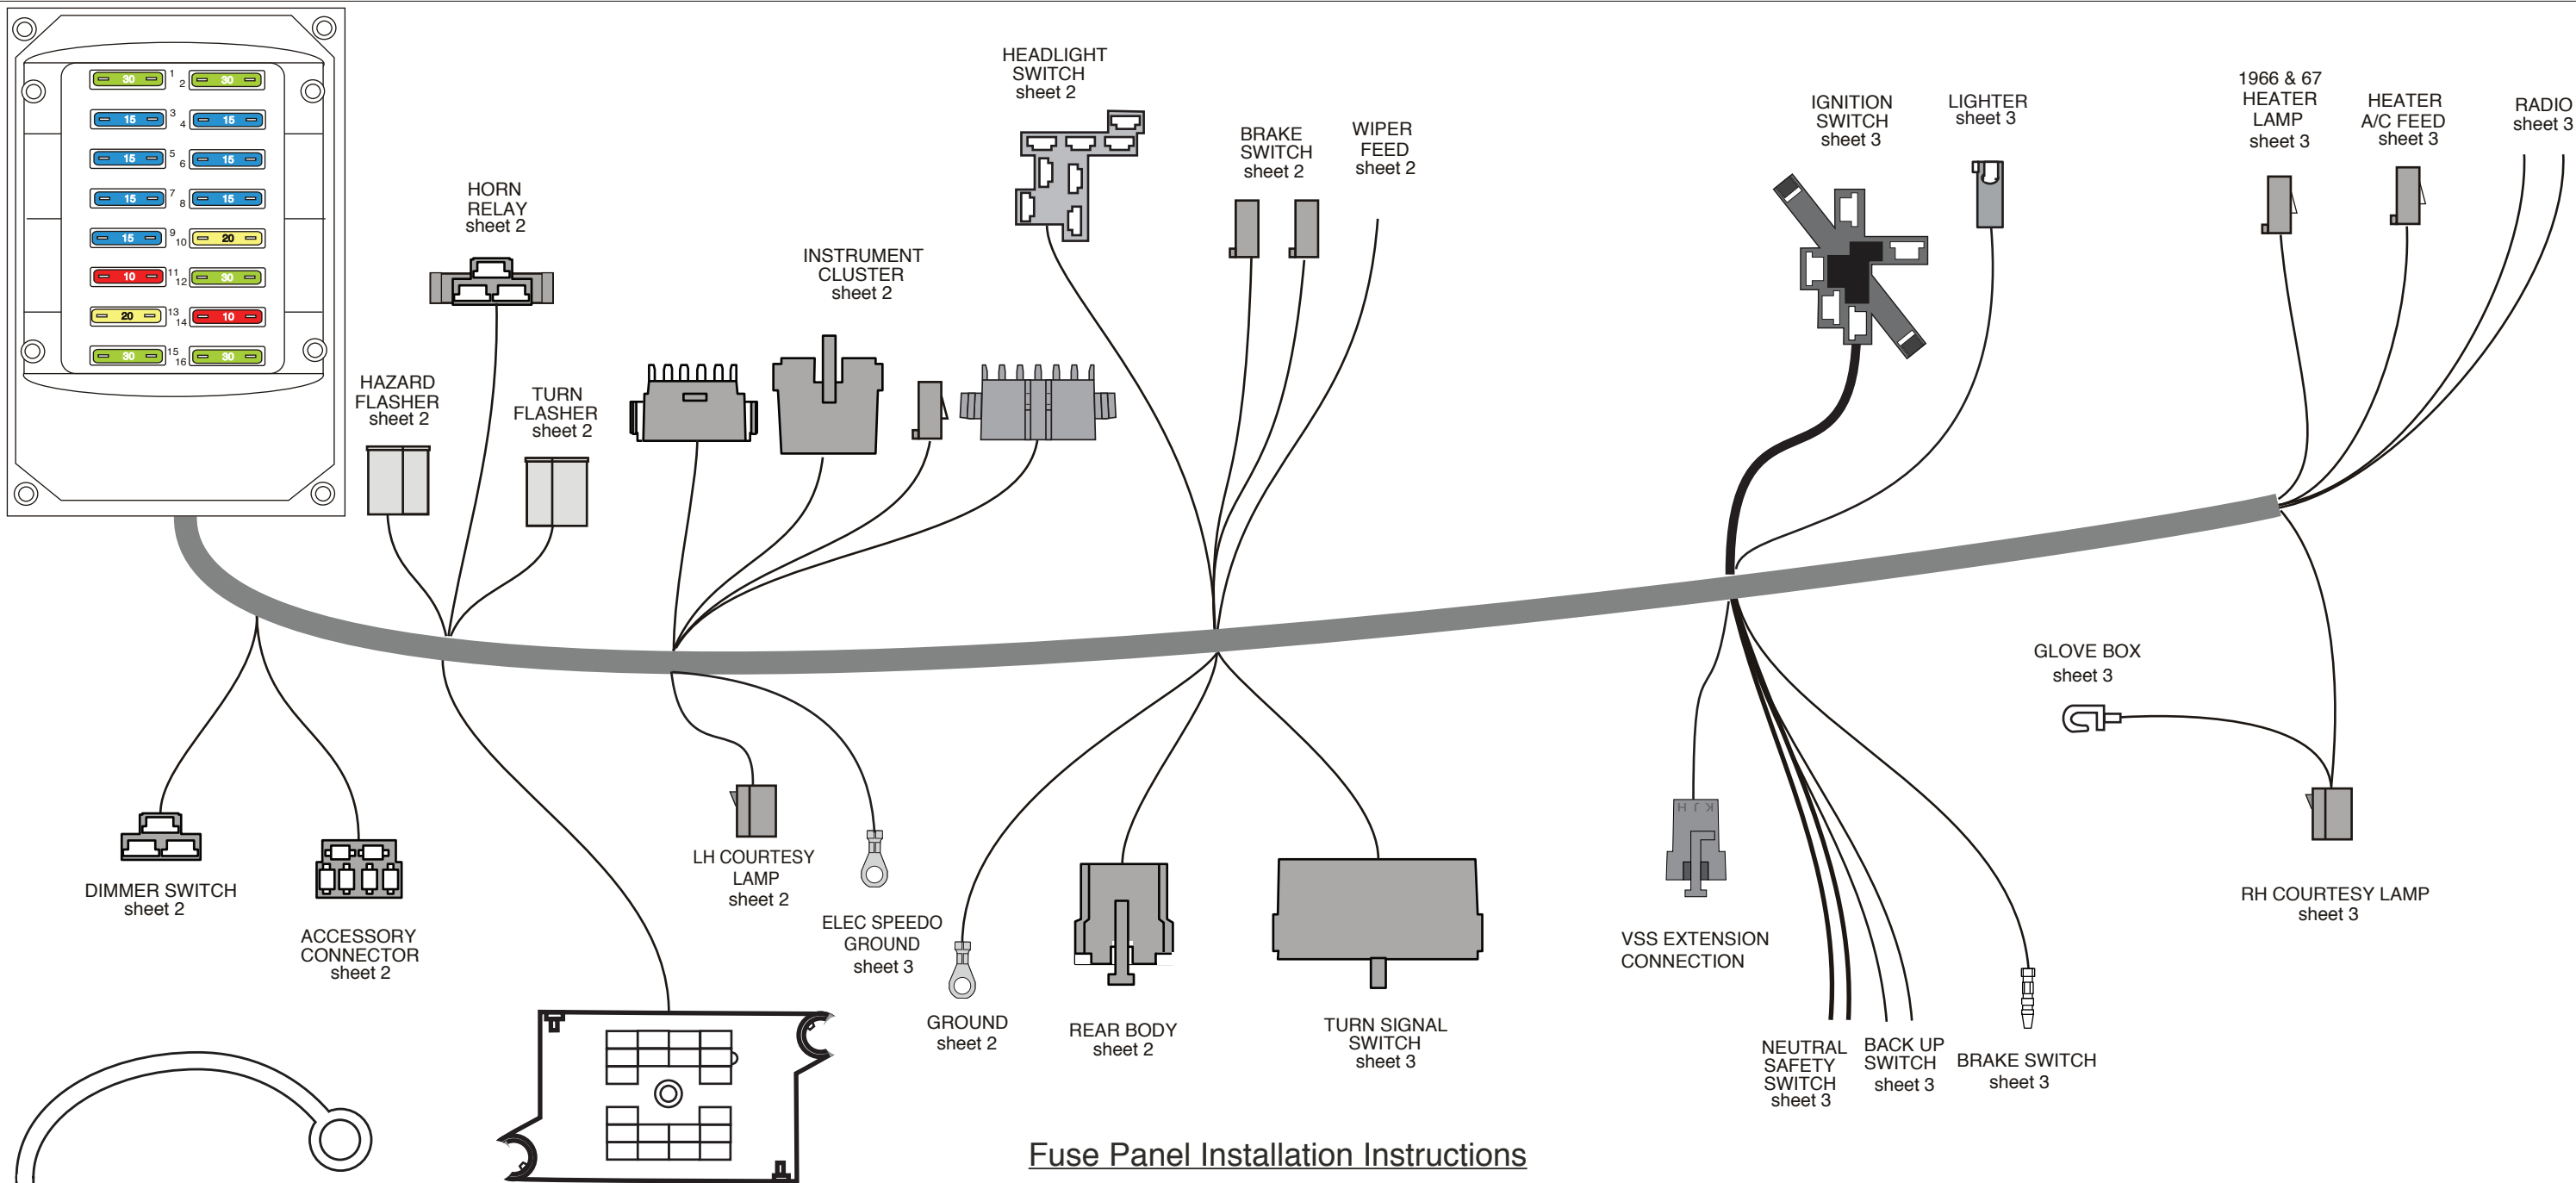 30 1 2 30
15 3 4 15
15 5 6 15
15 7 8 15
15 9 10 20
10 11 12 30
20 13 14 10
30 15 16 30
HAZARD
FLASHER
sheet 2
HORN
RELAY
sheet 2
TURN
FLASHER
sheet 2
INSTRUMENT
CLUSTER
sheet 2
HEADLIGHT
SWITCH
sheet 2
BRAKE
SWITCH
sheet 2
WIPER
FEED
sheet 2
IGNITION
SWITCH
sheet 3
LIGHTER
sheet 3
1966 & 67
HEATER
LAMP
sheet 3
HEATER
A/C FEED
sheet 3
RADIO
sheet 3
DIMMER SWITCH
sheet 2
ACCESSORY
CONNECTOR
sheet 2
LH COURTESY
LAMP
sheet 2
ELEC SPEEDO
GROUND
sheet 3
GROUND
sheet 2
REAR BODY
sheet 2
TURN SIGNAL
SWITCH
sheet 3
H J K
VSS EXTENSION
CONNECTION
NEUTRAL
SAFETY
SWITCH
sheet 3
BACK UP
SWITCH
sheet 3
BRAKE SWITCH
sheet 3
GLOVE BOX
sheet 3
RH COURTESY LAMP
sheet 3
Fuse Panel Installation Instructions